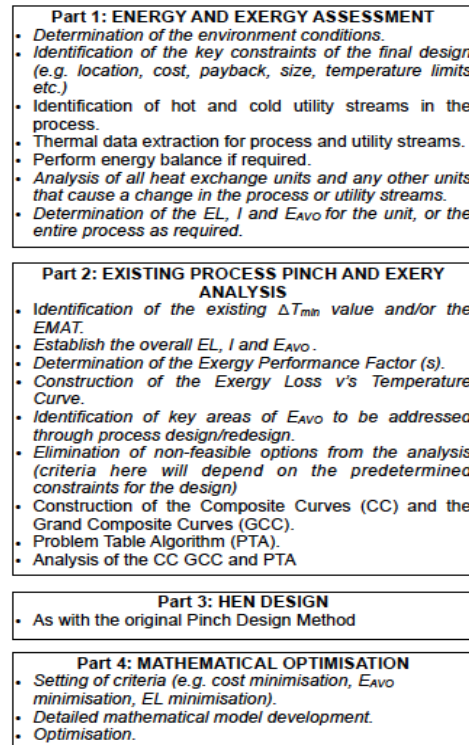 Part 1: ENERGY AND EXERGY ASSESSMENT
• Determination of the environment conditions.
• Identification of the key constraints of the final design
(e.g. location, cost, payback, size, temperature limits
etc.)
• Identification of hot and cold utility streams in the
process.
• Thermal data extraction for process and utility streams.
• Perform energy balance if required.
• Analysis of all heat exchange units and any other units
that cause a change in the process or utility streams.
• Determination of the EL, I and EAVO for the unit, or the
entire process as required.
Part 2: EXISTING PROCESS PINCH AND EXERY
ANALYSIS
• Identification of the existing ΔTmin value and/or the
EMAT.
• Establish the overall EL, I and EAVO .
• Determination of the Exergy Performance Factor (s).
• Construction of the Exergy Loss v's Temperature
Curve.
• Identification of key areas of EAVO to be addressed
through process design/redesign.
• Elimination of non-feasible options from the analysis
(criteria here will depend on the predetermined
constraints for the design)
• Construction of the Composite Curves (CC) and the
Grand Composite Curves (GCC).
• Problem Table Algorithm (PTA).
• Analysis of the CC GCC and PTA
Part 3: HEN DESIGN
• As with the original Pinch Design Method
Part 4: MATHEMATICAL OPTIMISATION
• Setting of criteria (e.g. cost minimisation, EAVO
minimisation, EL minimisation).
• Detailed mathematical model development.
• Optimisation.